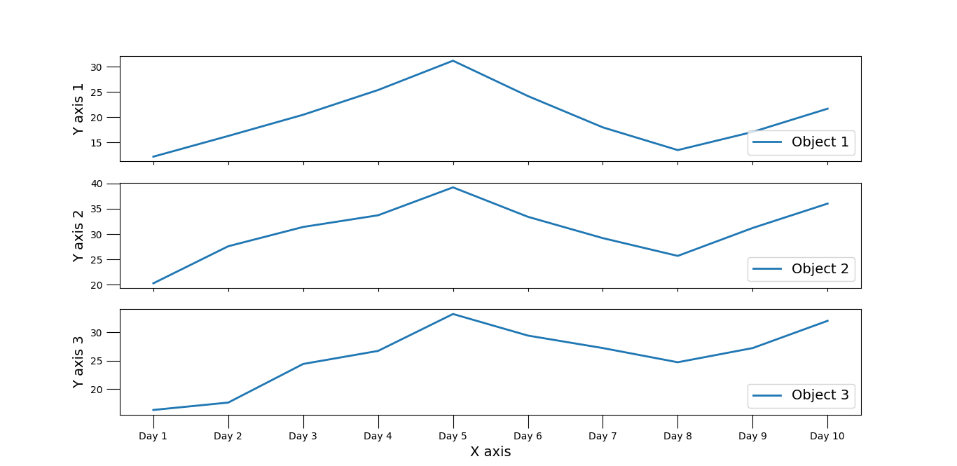 30
25
20
15
Y axis 1
Object 1
40
35
30
25
20
Y axis 2
Object 2
30
25
20
Y axis 3
Object 3
Day 1 Day 2 Day 3 Day 4 Day 5 Day 6 Day 7 Day 8 Day 9 Day 10
X axis